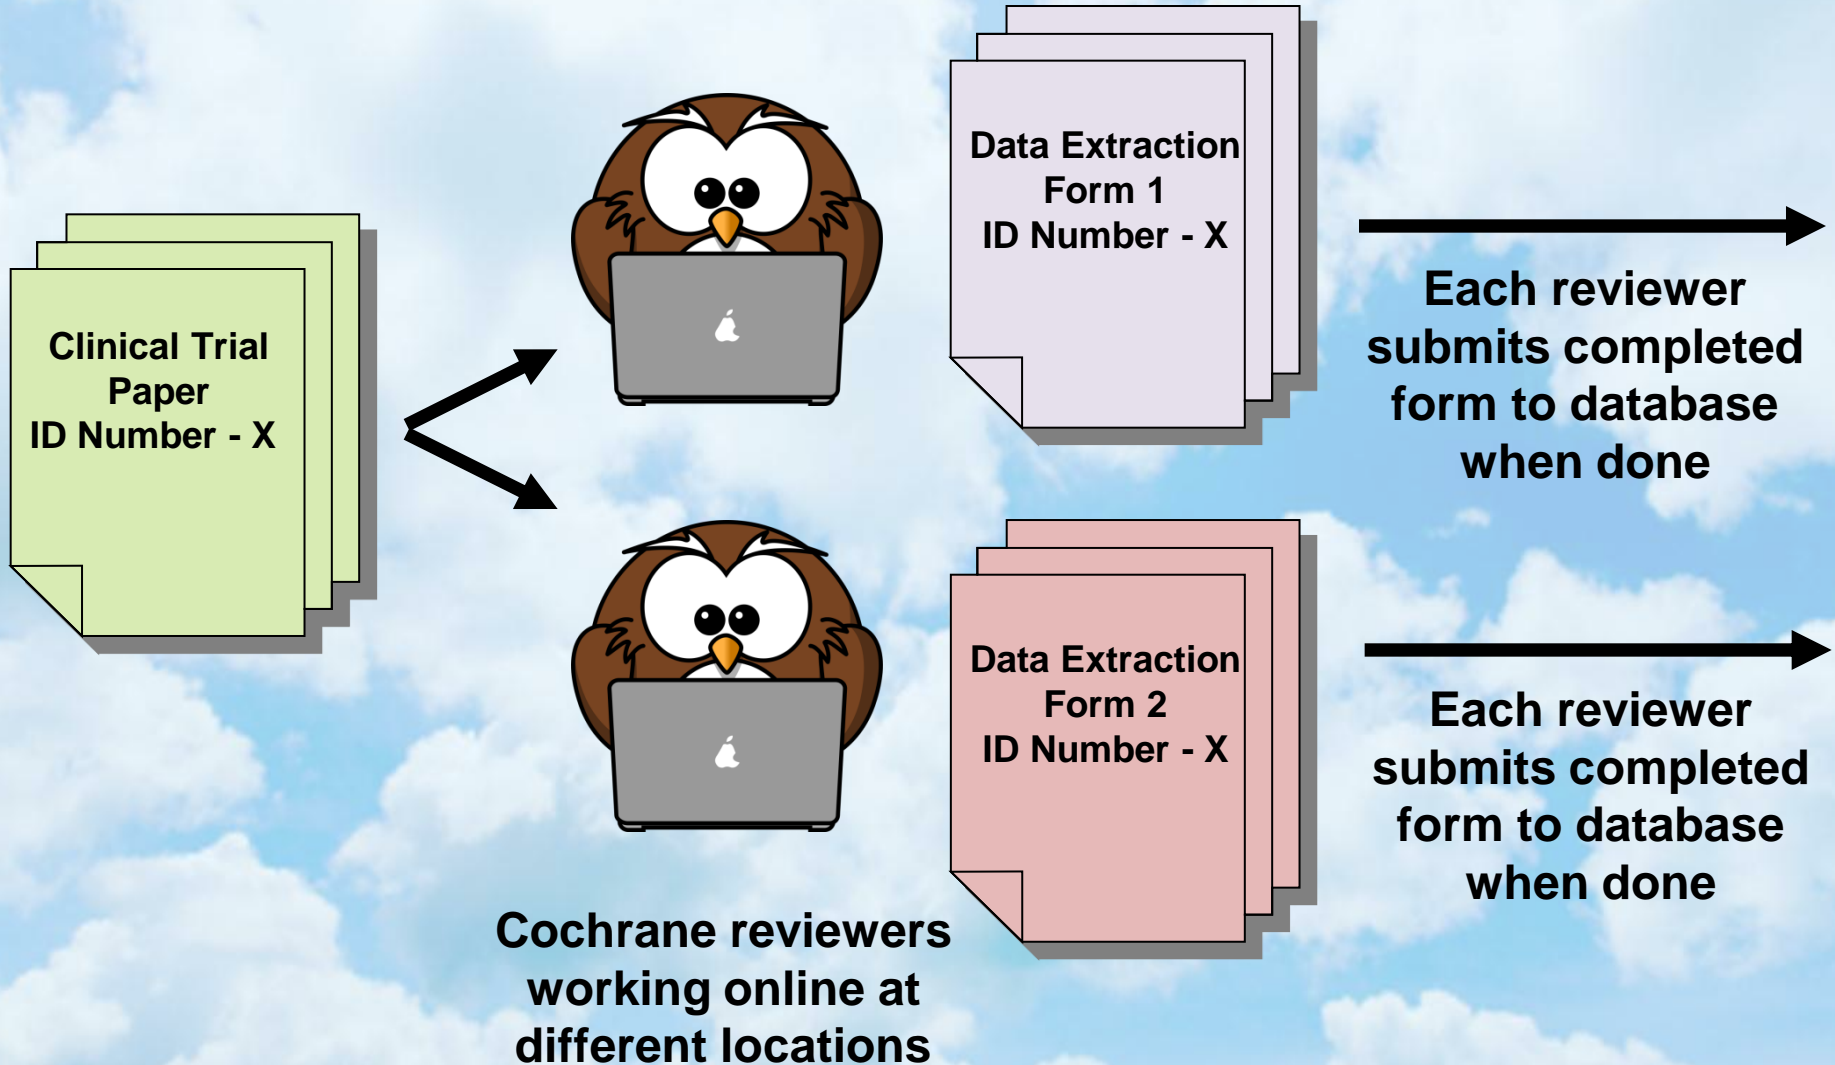 Clinical Trial
Paper
ID Number - X
Data Extraction
Form 1
ID Number - X
Each reviewer
submits completed
form to database
when done
Data Extraction
Form 2
ID Number - X
Each reviewer
submits completed
form to database
when done
Cochrane reviewers
working online at
different locations